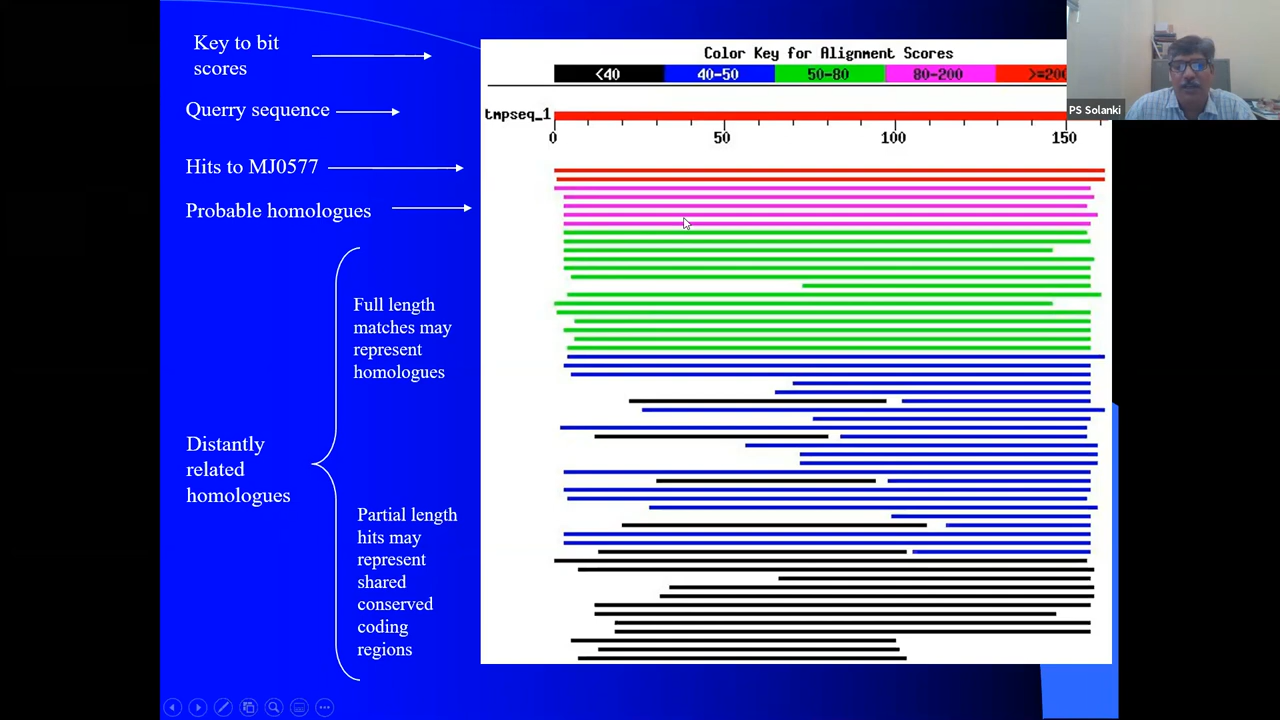 Key to bit
scores
Querry sequence
Hits to MJ0577
Probable homologues
Full length
matches may
represent
homologues
Distantly
related
homologues
Partial length
hits may
represent
shared
conserved
coding
regions
Color Key for Alignment Scores
<40 40-50 50-80 80-200 >=200
tmpseq_1
0 50 100 150
PS Solanki